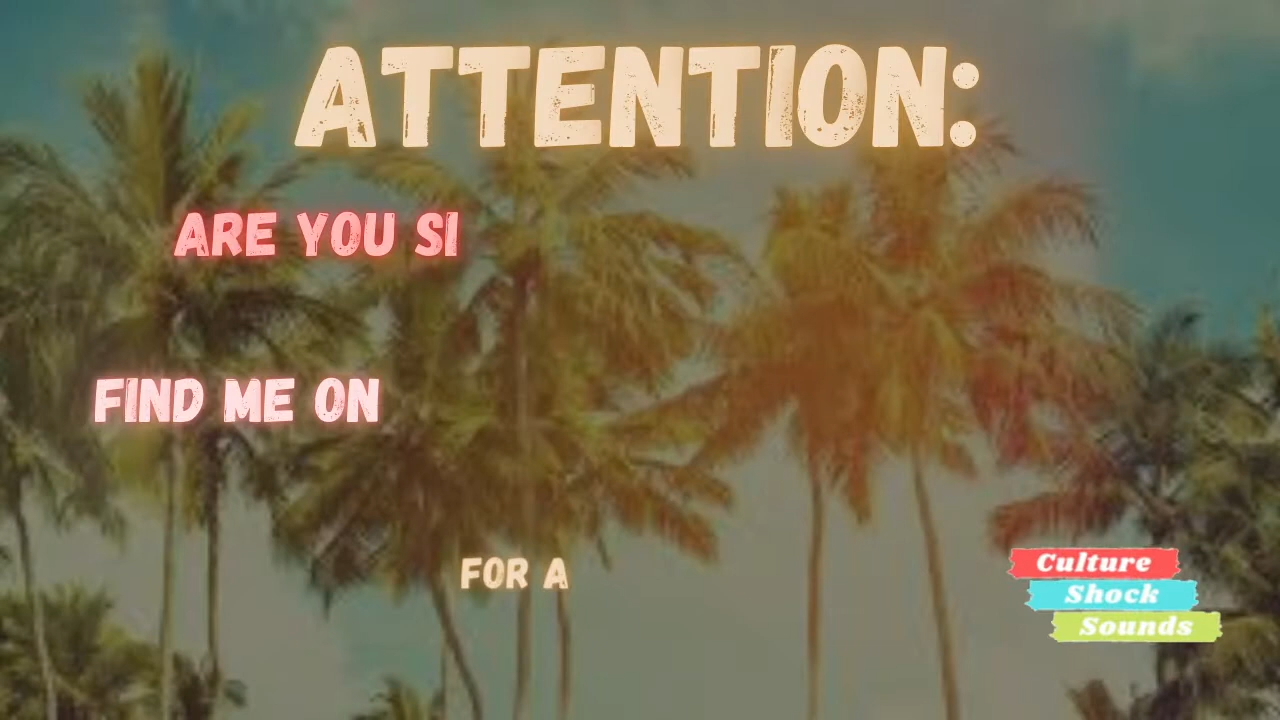 ATTENTION:
ARE YOU SI
FIND ME ON
FOR A
Culture
Shock
Sounds